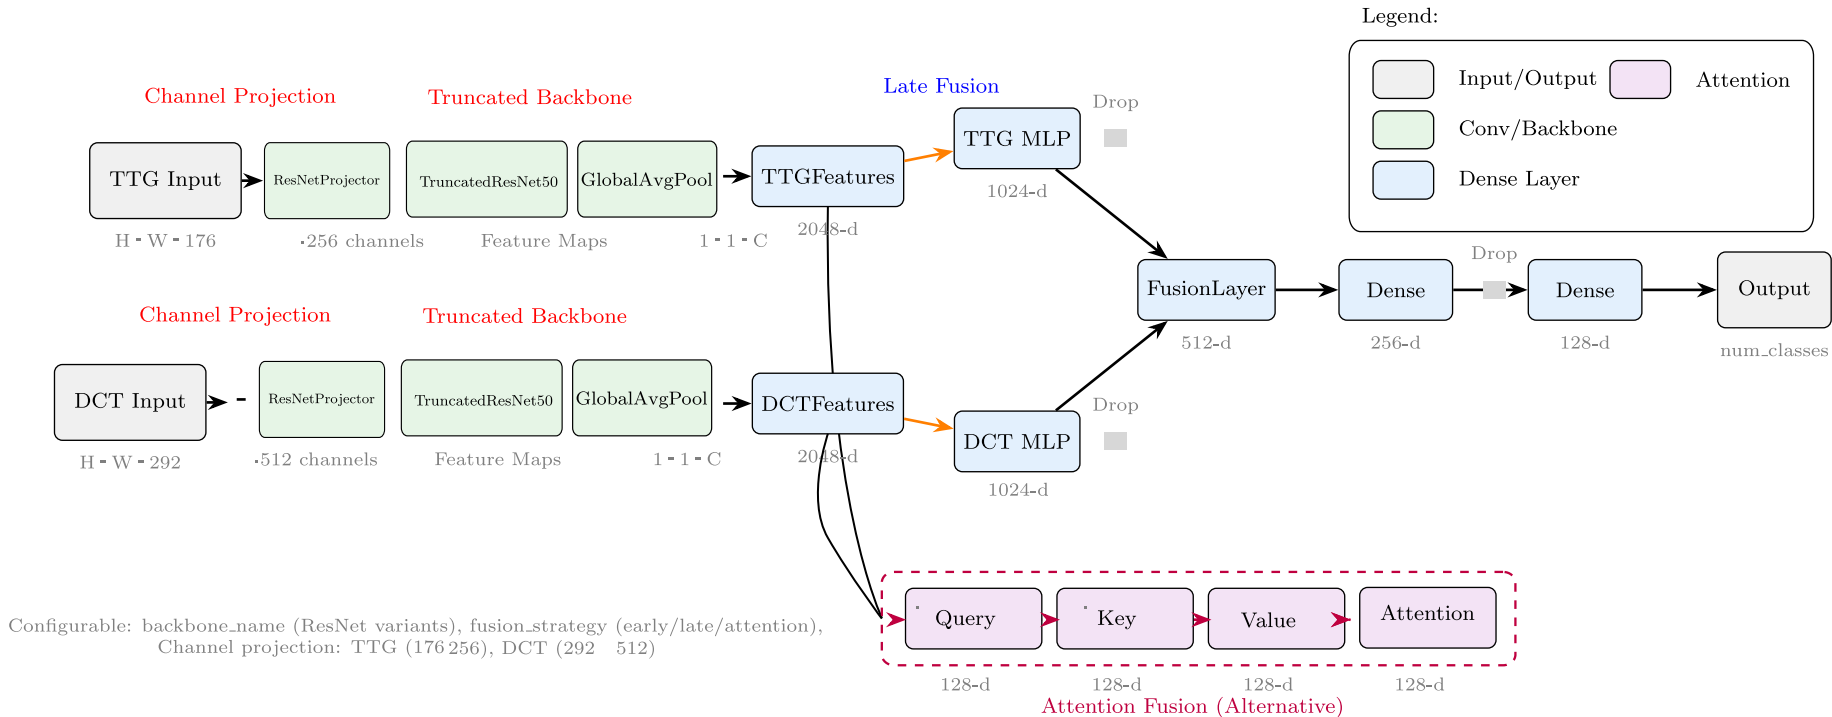 Legend:
Input/Output
Attention
Conv/Backbone
Dense Layer
Channel Projection
Truncated Backbone
Late Fusion
Drop
TTG Input
ResNetProjector
TruncatedResNet50
GlobalAvgPool
TTGFeatures
TTG MLP
H-W-176
·256 channels
Feature Maps
1-1-C
2048-d
1024-d
Channel Projection
Truncated Backbone
FusionLayer
Dense
Drop
Dense
Output
512-d
256-d
128-d
num_classes
DCT Input
ResNetProjector
TruncatedResNet50
GlobalAvgPool
DCTFeatures
DCT MLP
Drop
H-W-292
·512 channels
Feature Maps
1-1-C
2048-d
1024-d
Query
Key
Value
Attention
128-d
128-d
128-d
128-d
Attention Fusion (Alternative)
Configurable: backbone_name (ResNet variants), fusion_strategy (early/late/attention),
Channel projection: TTG (176 256), DCT (292 512)